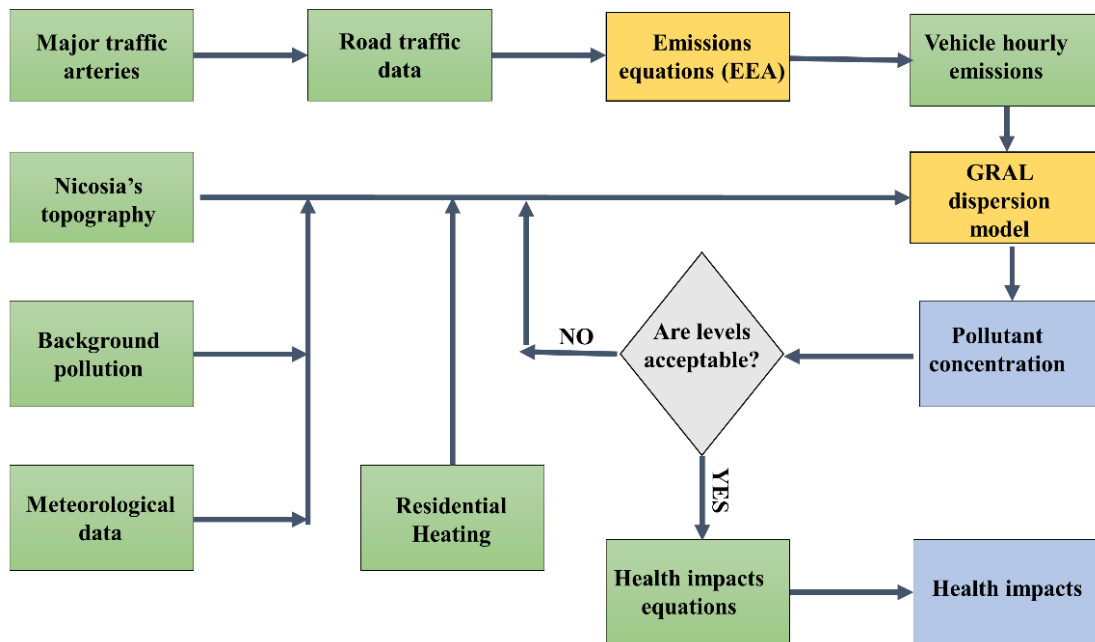 Major traffic
arteries
Road traffic
data
Emissions
equations (EEA)
Vehicle hourly
emissions
Nicosia’s
topography
GRAL
dispersion
model
Background
pollution
NO
Are levels
acceptable?
Pollutant
concentration
Meteorological
data
Residential
Heating
YES
Health impacts
equations
Health impacts